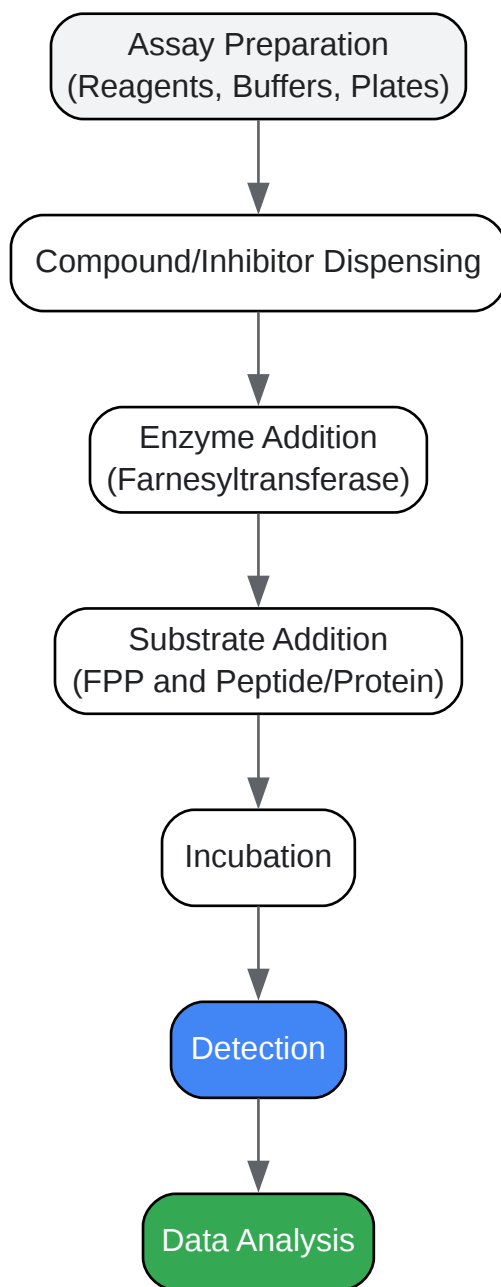 Assay Preparation
(Reagents, Buffers, Plates)
Compound/Inhibitor Dispensing
Enzyme Addition
(Farnesyltransferase)
Substrate Addition
(FPP and Peptide/Protein)
Incubation
Detection
Data Analysis